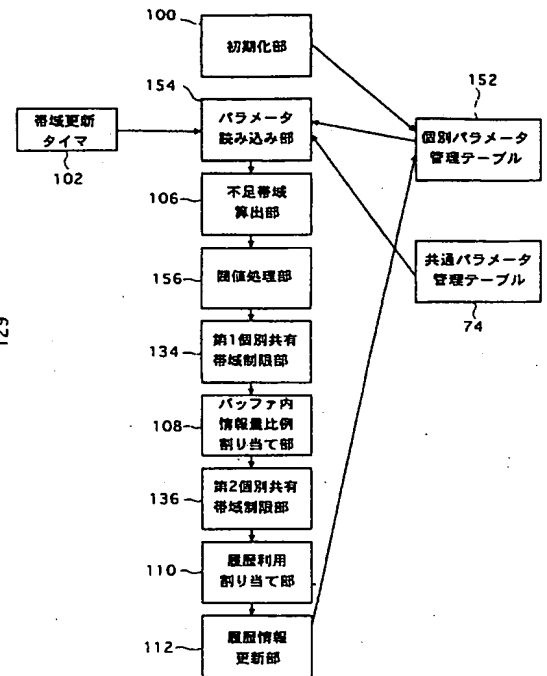 100
初期化部
154
パラメータ
読み込み部
帯域更新
タイマ
102
152
個別パラメータ
管理テーブル
106
不足帯域
算出部
共通パラメータ
管理テーブル
74
156
閾値処理部
129
134
第1個別共有
帯域制限部
108
バッファ内
情報量比例
割り当て部
136
第2個別共有
帯域制限部
110
履歴利用
割り当て部
112
履歴情報
更新部